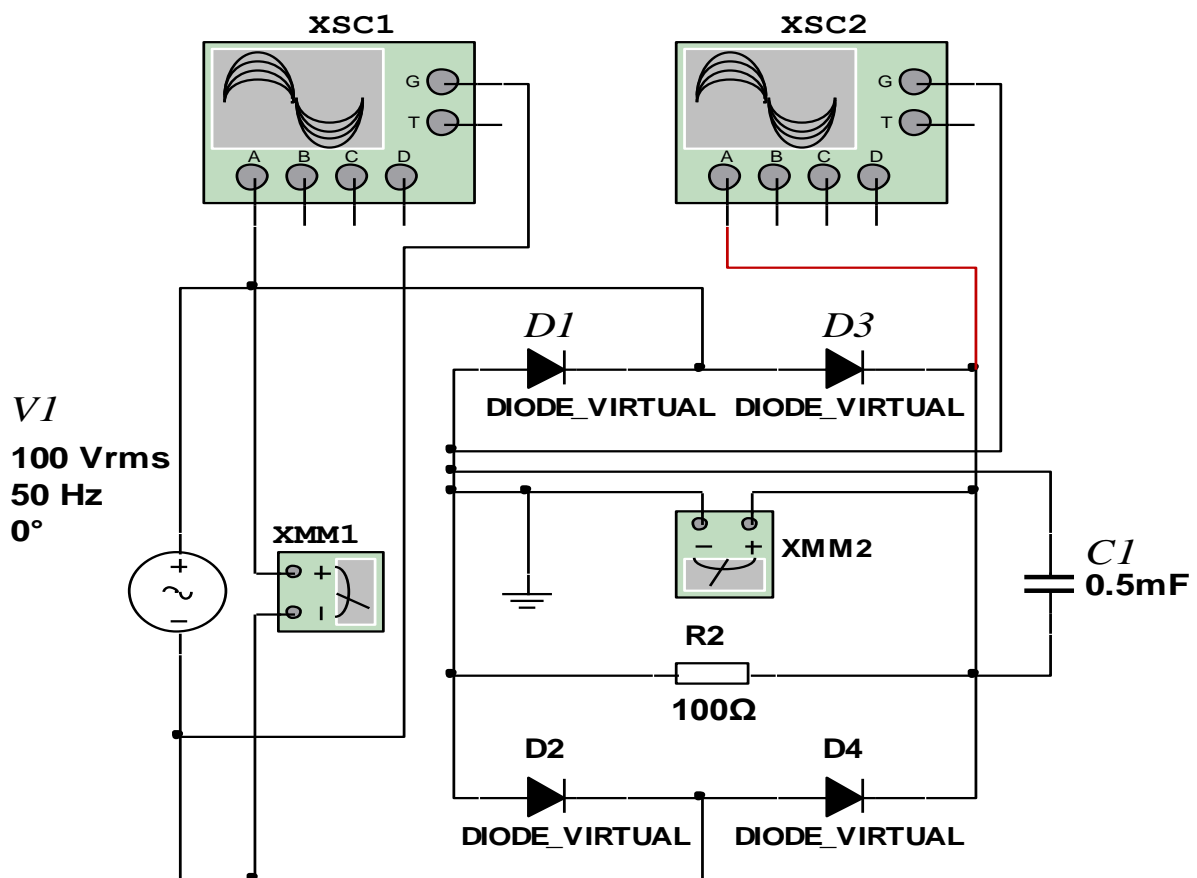 XSC1
XSC2
G
T
A B C D
G
T
A B C D
D1
D3
DIODE_VIRTUAL
DIODE_VIRTUAL
V1
100 Vrms
50 Hz
0°
XMM1
XMM2
C1
0.5mF
R2
100Ω
D2
D4
DIODE_VIRTUAL
DIODE_VIRTUAL